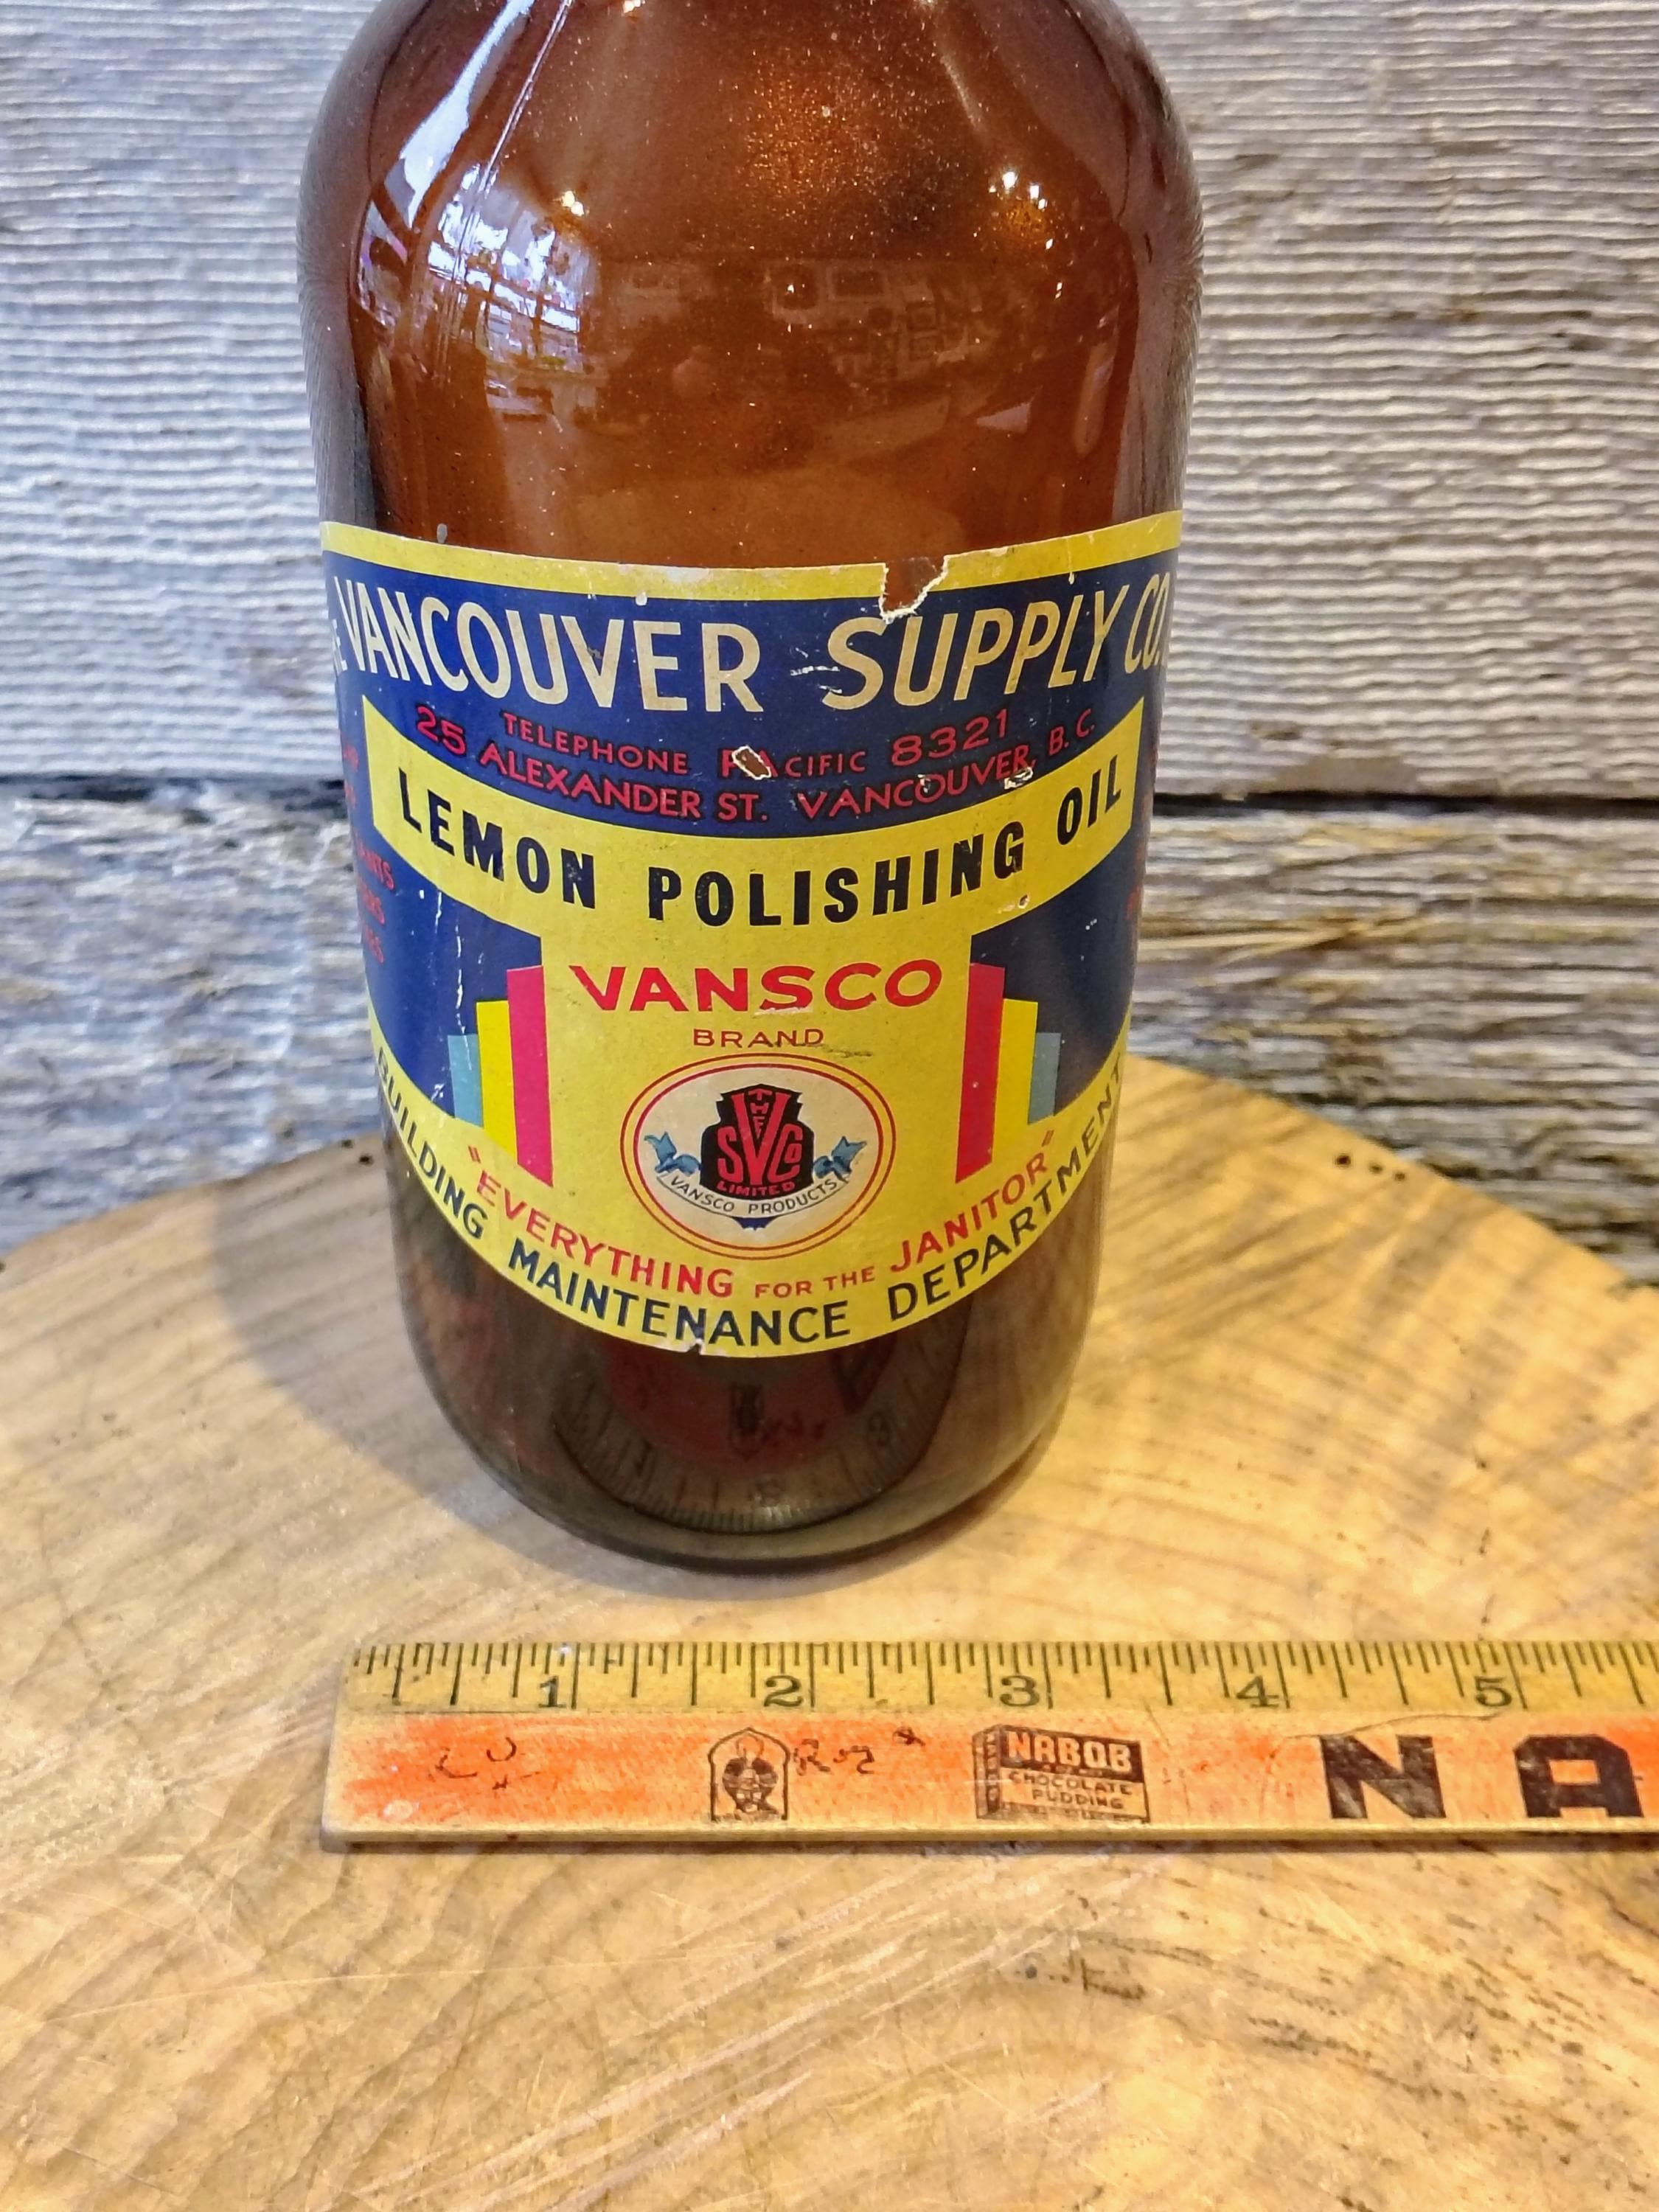 VANCOUVER SUPPLY CO.
TELEPHONE PACIFIC 8321
25 ALEXANDER ST. VANCOUVER, B.C.
LEMON POLISHING OIL
VANSCO
BRAND
THE
SVCo
LIMITED
VANSCO PRODUCTS
"EVERYTHING FOR THE JANITOR"
BUILDING MAINTENANCE DEPARTMENT
1 2 3 4 5
NABOB
CHOCOLATE
PUDDING
NA